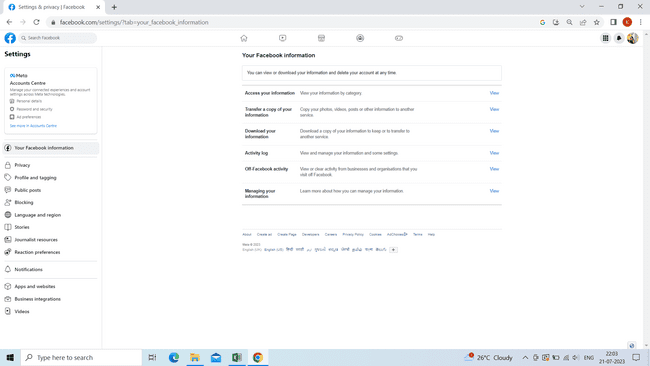 Settings & privacy | Facebook
facebook.com/settings/?tab=your_facebook_information
Search Facebook
Settings
Your Facebook information
You can view or download your information and delete your account at any time.
Meta
Accounts Centre
Manage your connected experiences and account
settings across Meta technologies.
Personal details
Password and security
Ad preferences
See more in Accounts Centre
Access your information View your information by category. View
Transfer a copy of your
information
Copy your photos, videos, posts or other information to another
service.
View
Download your
information
Download a copy of your information to keep or to transfer to
another service.
View
Activity log View and manage your information and some settings. View
Off-Facebook activity View or clear activity from businesses and organisations that you
visit off Facebook.
View
Managing your
information
Learn more about how you can manage your information. View
Your Facebook information
Privacy
Profile and tagging
Public posts
Blocking
Language and region
Stories
Journalist resources
Reaction preferences
Notifications
Apps and websites
Business integrations
Videos
About Create ad Create Page Developers Careers Privacy Policy Cookies AdChoices Terms Help
Meta © 2023
English (UK) English (US) हिन्दी मराठी اردو ગુજરાતી ಕನ್ನಡ ਪੰਜਾਬੀ தமிழ் বাংলা తెలుగు
Type here to search
26°C Cloudy
ENG
22:03
21-07-2023